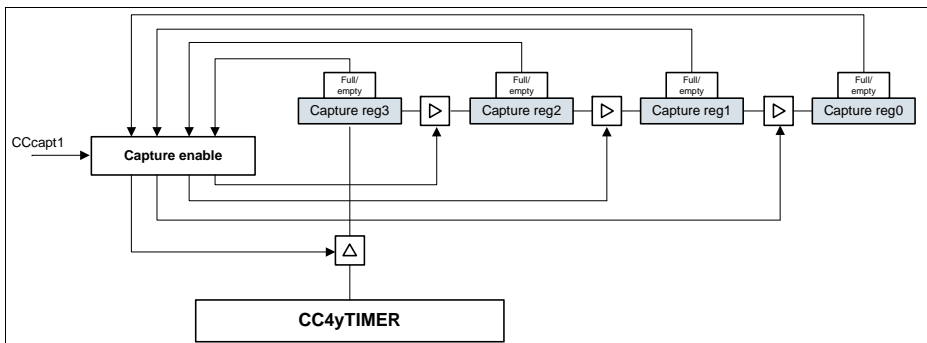 Full/
empty
Full/
empty
Full/
empty
Full/
empty
Capture reg3
Capture reg2
Capture reg1
Capture reg0
CCcapt1
Capture enable
CC4yTIMER